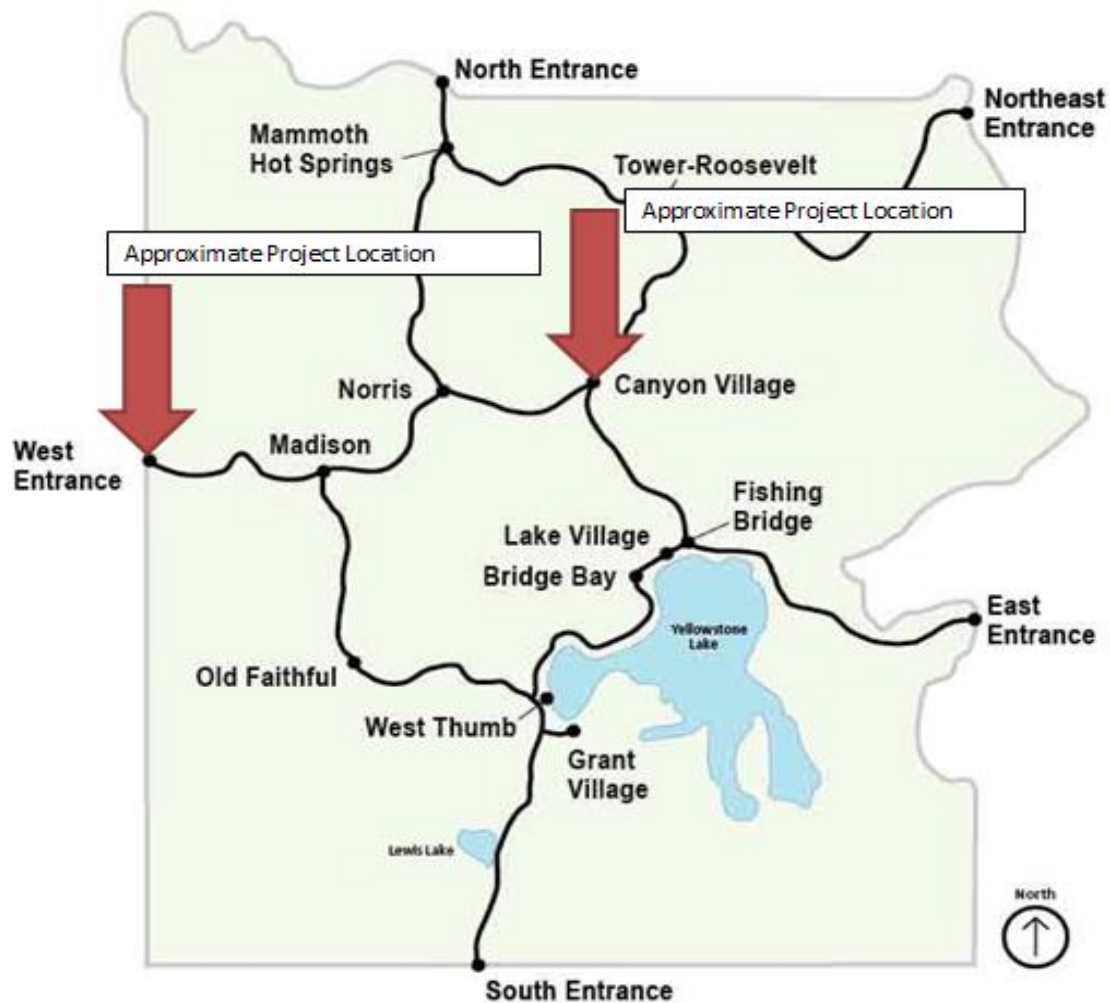 North Entrance
Northeast
Entrance
Mammoth
Hot Springs
Tower-Roosevelt
Approximate Project Location
Approximate Project Location
Norris
Canyon Village
West
Entrance
Madison
Fishing
Bridge
Lake Village
Bridge Bay
East
Entrance
Yellowstone
Lake
Old Faithful
West Thumb
Grant
Village
Lewis Lake
North
South Entrance